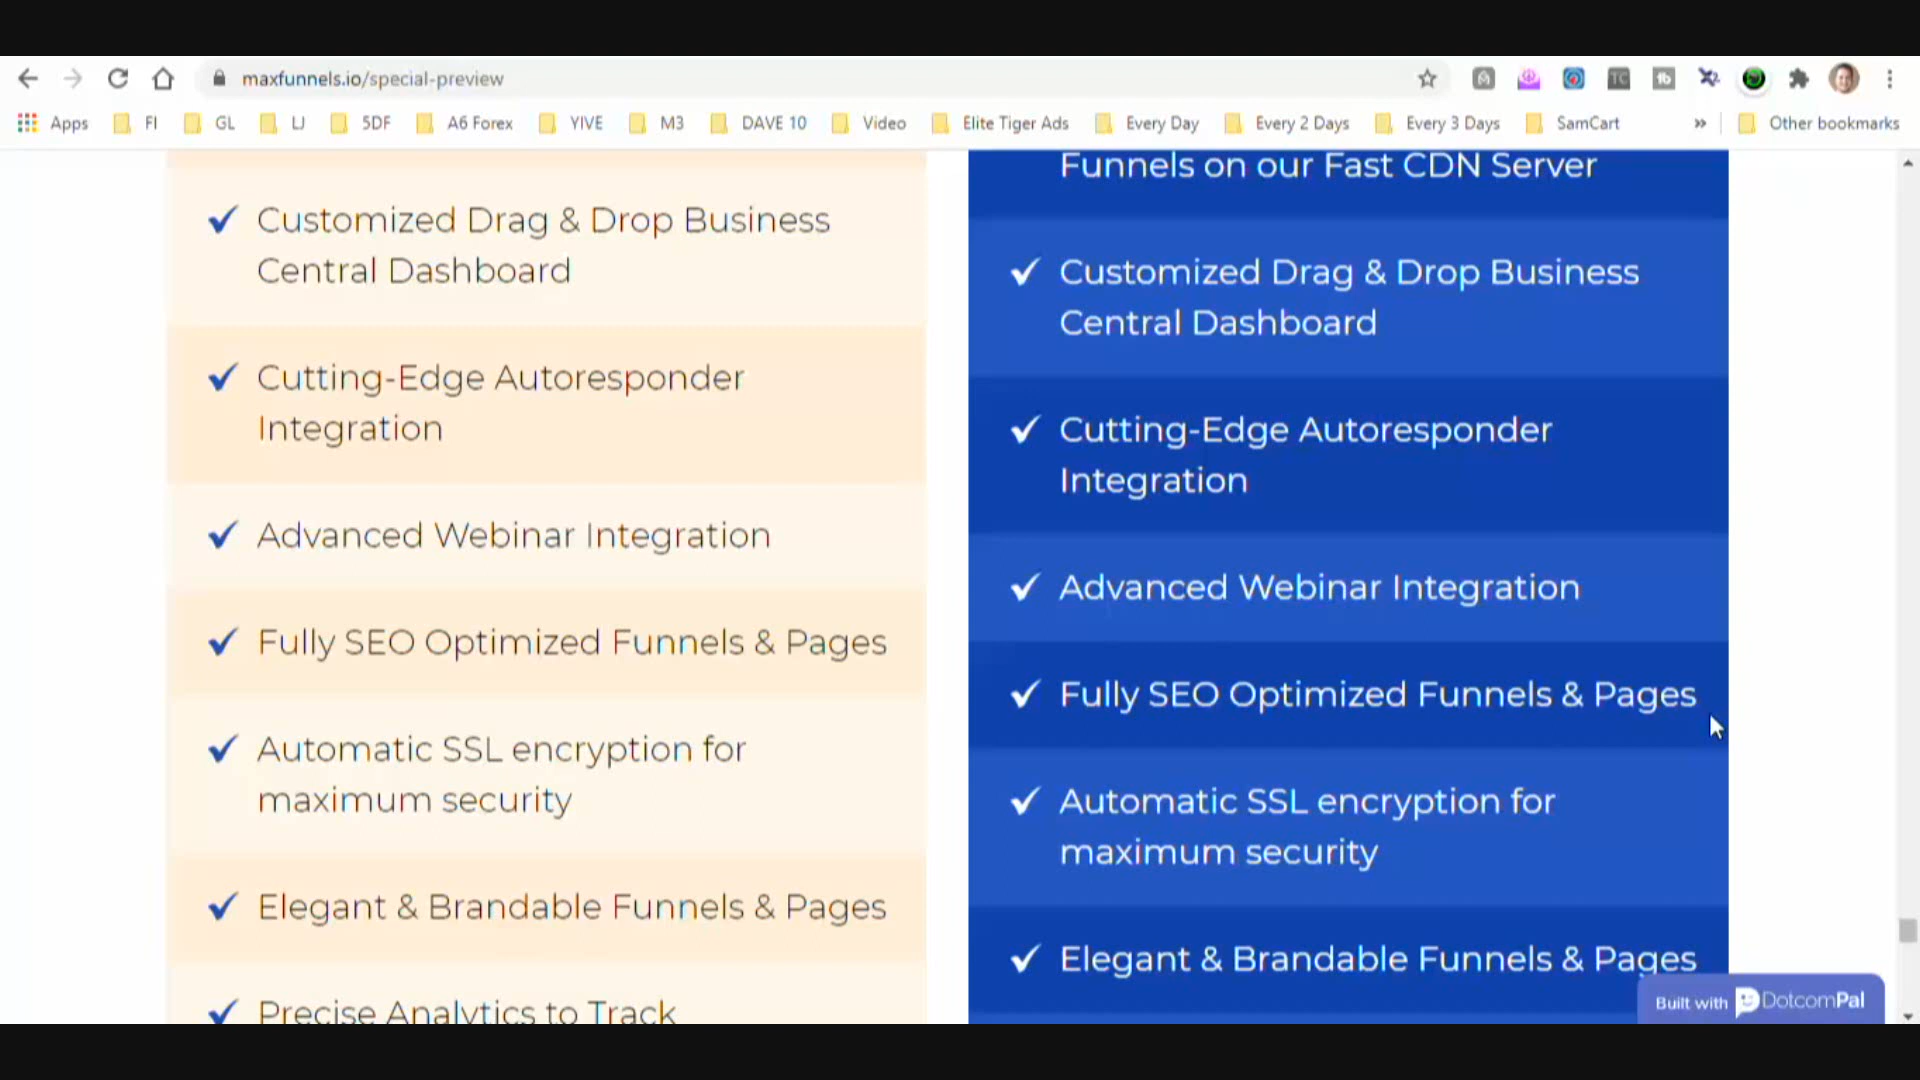 maxfunnels.io/special-preview
Apps FI GL LJ 5DF A6 Forex YIVE M3 DAVE 10 Video Elite Tiger Ads Every Day Every 2 Days Every 3 Days SamCart » Other bookmarks
Customized Drag & Drop Business
Central Dashboard
Cutting-Edge Autoresponder
Integration
Advanced Webinar Integration
Fully SEO Optimized Funnels & Pages
Automatic SSL encryption for
maximum security
Elegant & Brandable Funnels & Pages
Precise Analytics to Track
Funnels on our Fast CDN Server
Customized Drag & Drop Business
Central Dashboard
Cutting-Edge Autoresponder
Integration
Advanced Webinar Integration
Fully SEO Optimized Funnels & Pages
Automatic SSL encryption for
maximum security
Elegant & Brandable Funnels & Pages
Built with DotcomPal